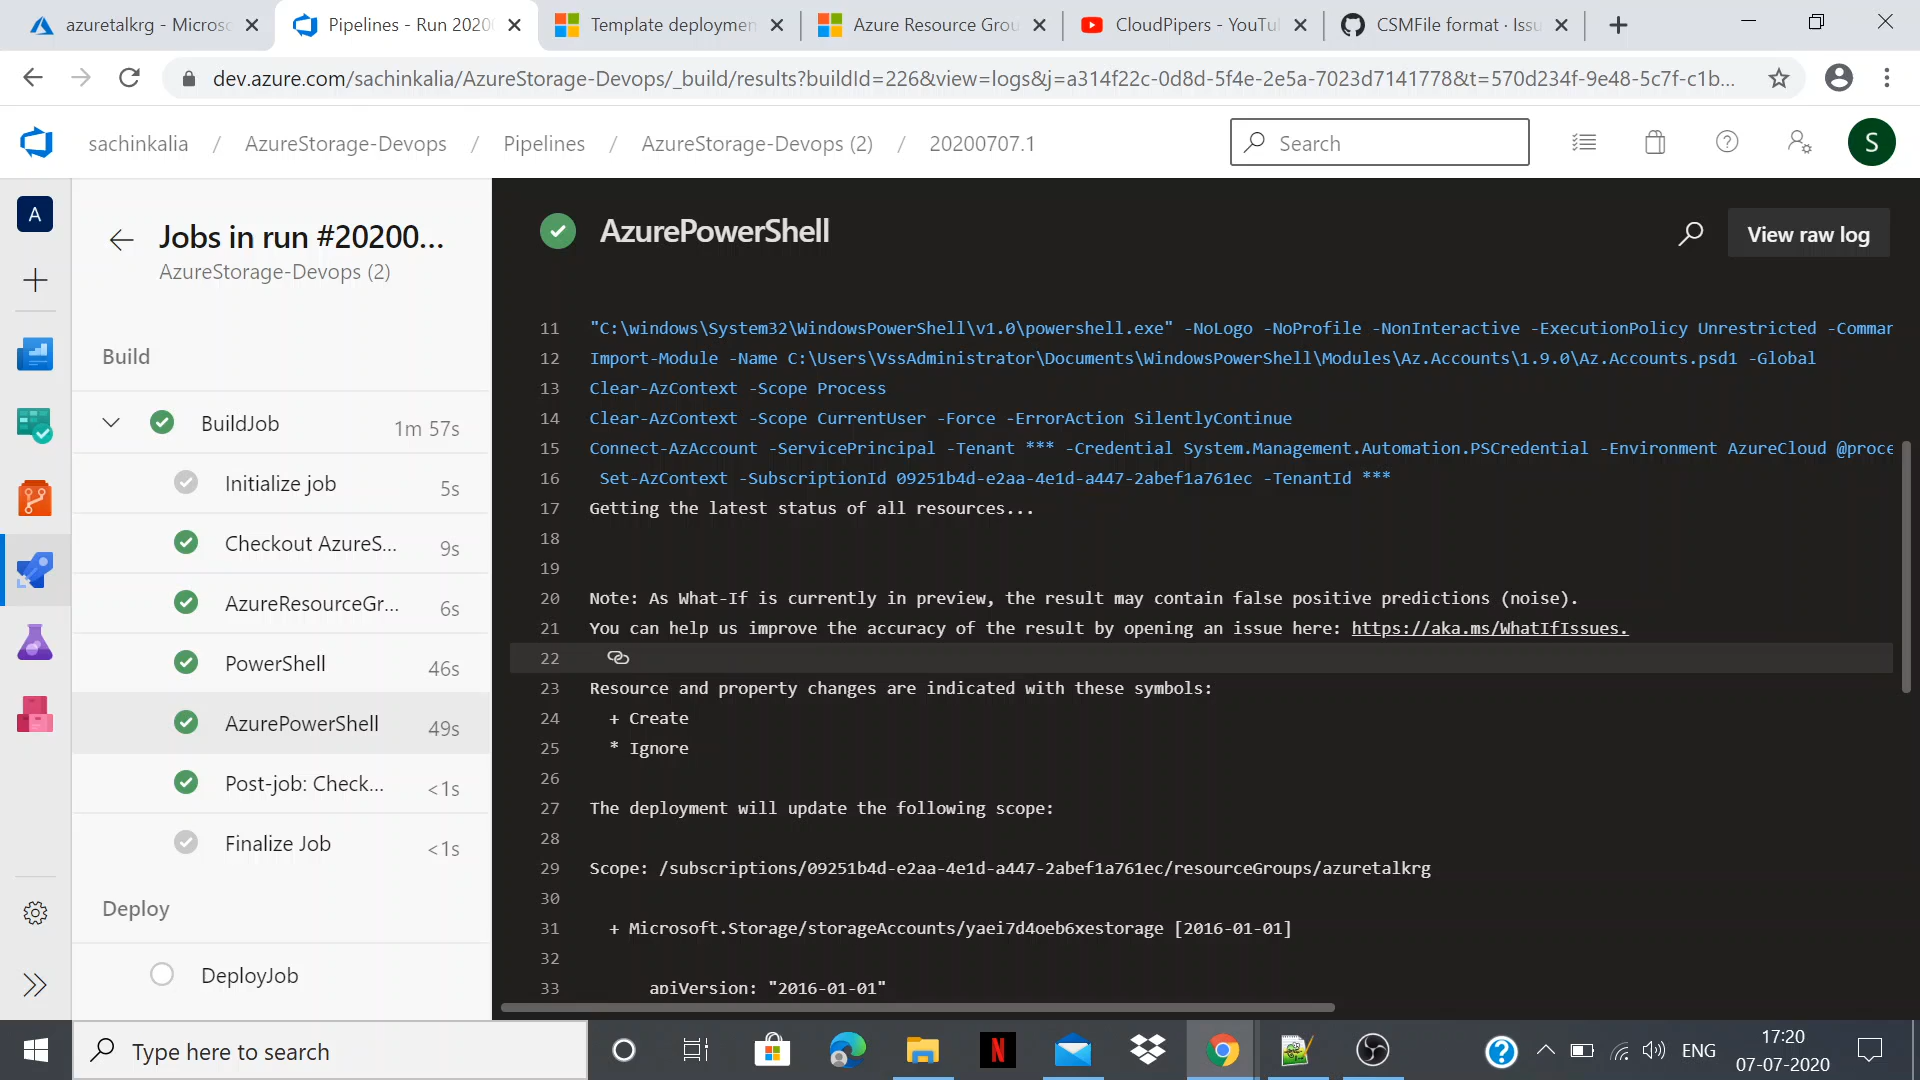 azuretalkrg - Micros
Pipelines - Run 2020
Template deploymen
Azure Resource Grou
CloudPipers - YouTu
CSMFile format · Issu
dev.azure.com/sachinkalia/AzureStorage-Devops/_build/results?buildId=226&view=logs&j=a314f22c-0d8d-5f4e-2e5a-7023d7141778&t=570d234f-9e48-5c7f-c1b...
sachinkalia / AzureStorage-Devops / Pipelines / AzureStorage-Devops (2) / 20200707.1
Search
S
A
Jobs in run #20200...
AzureStorage-Devops (2)
Build
BuildJob 1m 57s
Initialize job 5s
Checkout AzureS... 9s
AzureResourceGr... 6s
PowerShell 46s
AzurePowerShell 49s
Post-job: Check... <1s
Finalize Job <1s
Deploy
DeployJob
AzurePowerShell
View raw log
11 "C:\windows\System32\WindowsPowerShell\v1.0\powershell.exe" -NoLogo -NoProfile -NonInteractive -ExecutionPolicy Unrestricted -Comman
12 Import-Module -Name C:\Users\VssAdministrator\Documents\WindowsPowerShell\Modules\Az.Accounts\1.9.0\Az.Accounts.psd1 -Global
13 Clear-AzContext -Scope Process
14 Clear-AzContext -Scope CurrentUser -Force -ErrorAction SilentlyContinue
15 Connect-AzAccount -ServicePrincipal -Tenant *** -Credential System.Management.Automation.PSCredential -Environment AzureCloud @proce
16 Set-AzContext -SubscriptionId 09251b4d-e2aa-4e1d-a447-2abef1a761ec -TenantId ***
17 Getting the latest status of all resources...
18
19
20 Note: As What-If is currently in preview, the result may contain false positive predictions (noise).
21 You can help us improve the accuracy of the result by opening an issue here: https://aka.ms/WhatIfIssues.
22
23 Resource and property changes are indicated with these symbols:
24 + Create
25 * Ignore
26
27 The deployment will update the following scope:
28
29 Scope: /subscriptions/09251b4d-e2aa-4e1d-a447-2abef1a761ec/resourceGroups/azuretalkrg
30
31 + Microsoft.Storage/storageAccounts/yaei7d4oeb6xestorage [2016-01-01]
32
33 apiVersion: "2016-01-01"
Type here to search
N
ENG
17:20
07-07-2020